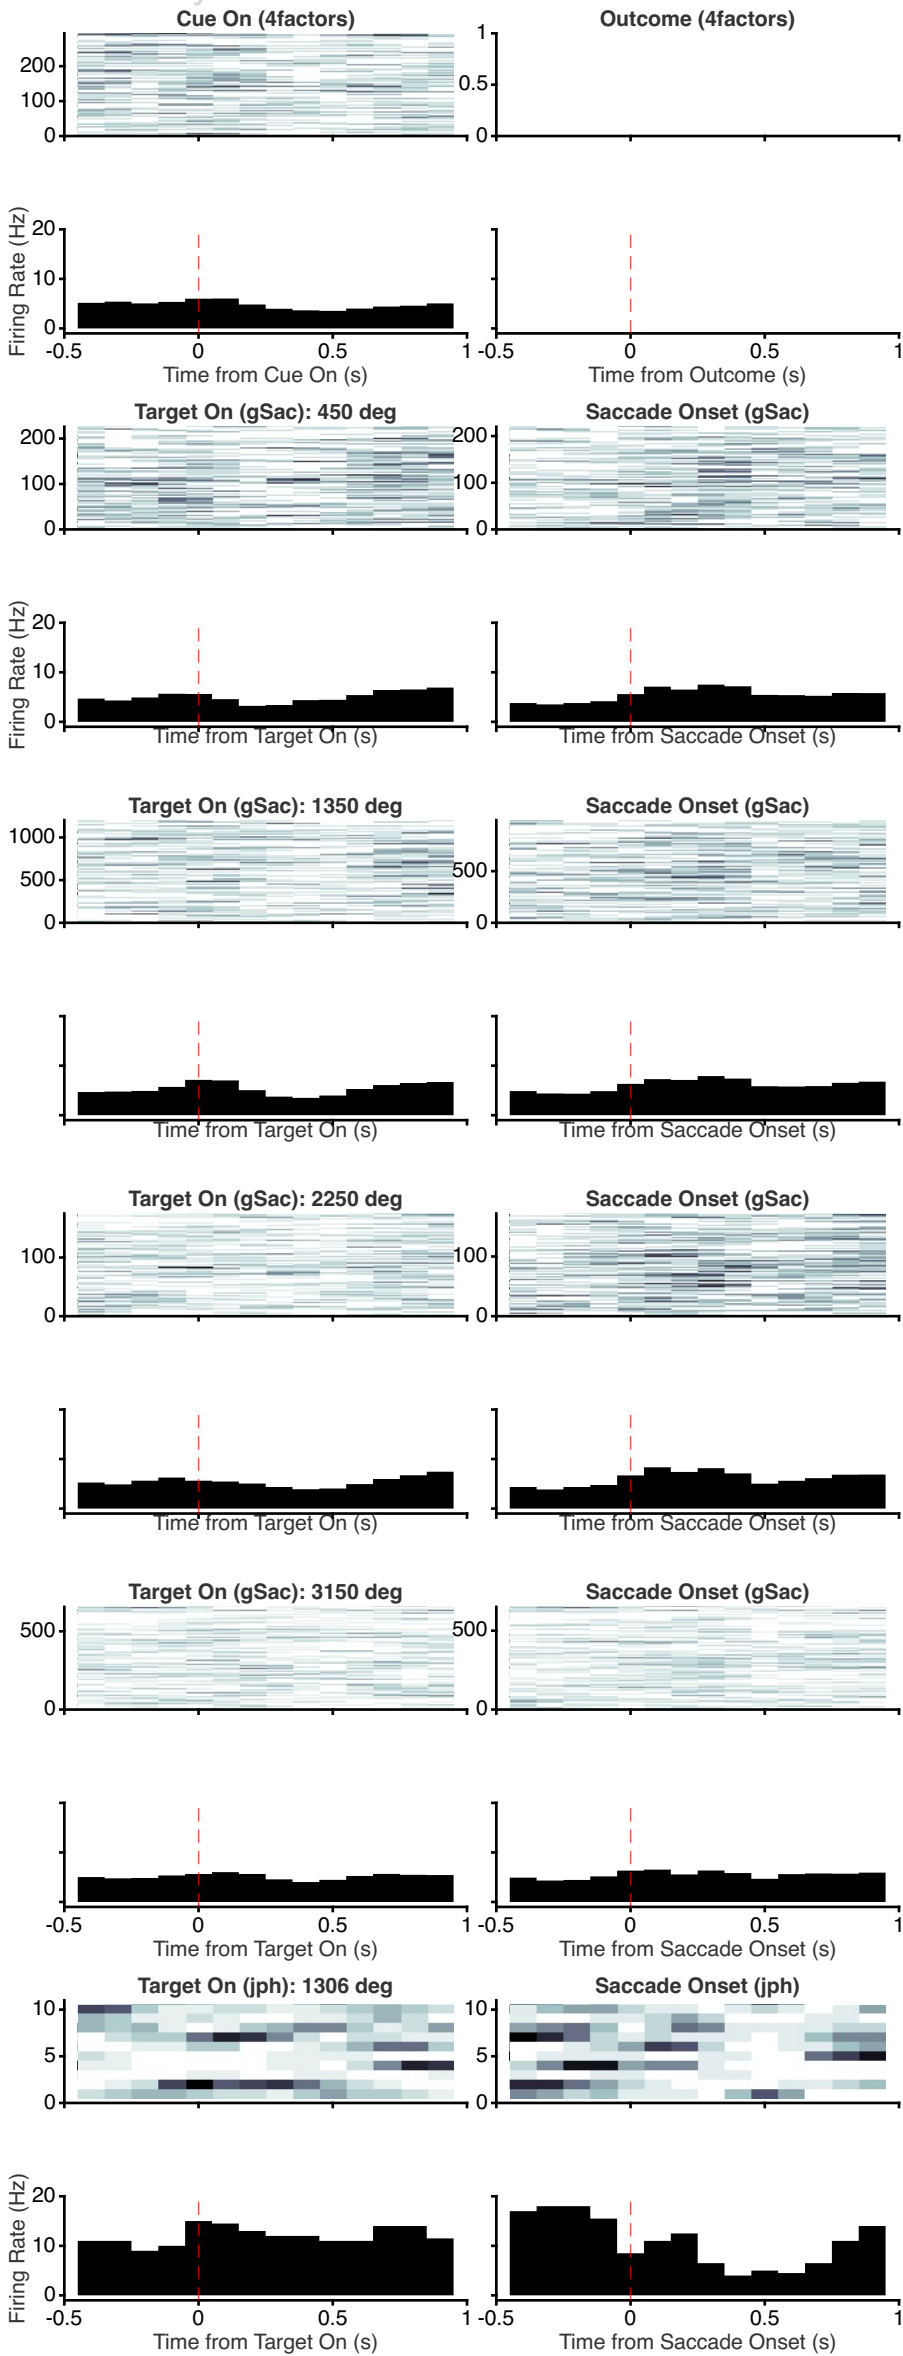 Cue On (4factors) Outcome (4factors)
200
100
0
1
0.5
0
Firing Rate (Hz)
20
10
0
-0.5 0 0.5 1 -0.5 0 0.5 1
Time from Cue On (s) Time from Outcome (s)
Target On (gSac): 450 deg Saccade Onset (gSac)
200
100
0
200
100
0
Firing Rate (Hz)
20
10
0
Time from Target On (s) Time from Saccade Onset (s)
Target On (gSac): 1350 deg Saccade Onset (gSac)
1000
500
0
500
0
Time from Target On (s) Time from Saccade Onset (s)
Target On (gSac): 2250 deg Saccade Onset (gSac)
100
0
100
0
Time from Target On (s) Time from Saccade Onset (s)
Target On (gSac): 3150 deg Saccade Onset (gSac)
500
0
500
0
-0.5 0 0.5 1 -0.5 0 0.5 1
Time from Target On (s) Time from Saccade Onset (s)
Target On (jph): 1306 deg Saccade Onset (jph)
10
5
0
10
5
0
Firing Rate (Hz)
20
10
0
-0.5 0 0.5 1 -0.5 0 0.5 1
Time from Target On (s) Time from Saccade Onset (s)